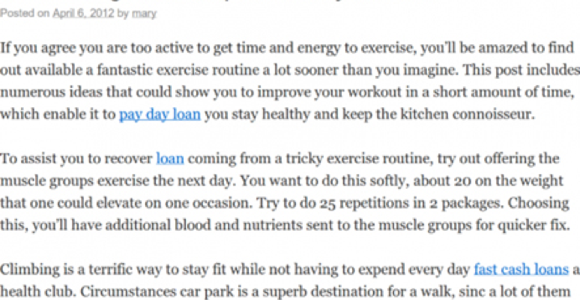 Posted on April 6, 2012 by mary
If you agree you are too active to get time and energy to exercise, you'll be amazed to find
out available a fantastic exercise routine a lot sooner than you imagine. This post includes
numerous ideas that could show you to improve your workout in a short amount of time,
which enable it to pay day loan you stay healthy and keep the kitchen connoisseur.
To assist you to recover loan coming from a tricky exercise routine, try out offering the
muscle groups exercise the next day. You want to do this softly, about 20 on the weight
that one could elevate on one occasion. Try to do 25 repetitions in 2 packages. Choosing
this, you'll have additional blood and nutrients sent to the muscle groups for quicker fix.
Climbing is a terrific way to stay fit while not having to expend every day fast cash loans a
health club. Circumstances car park is a superb destination for a walk, sinc a lot of them